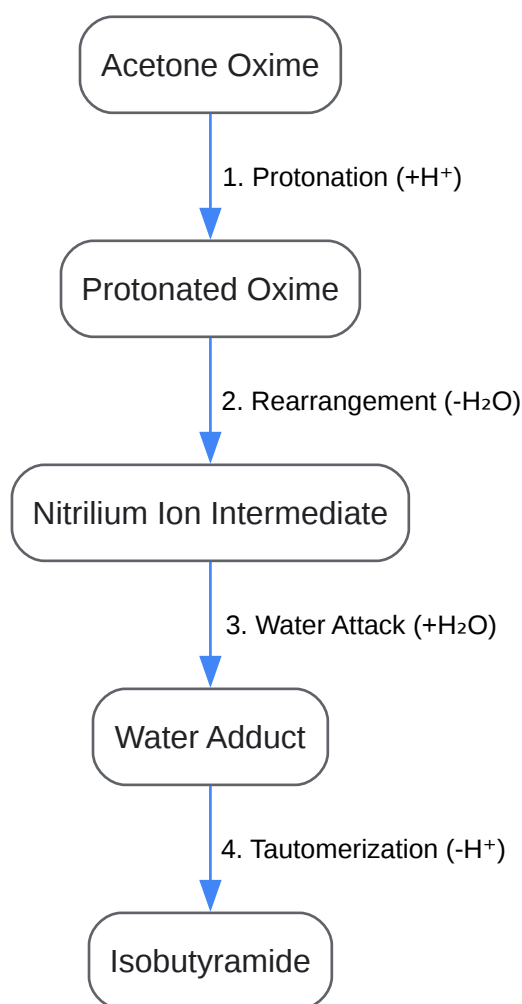 Acetone Oxime
1. Protonation (+H⁺)
Protonated Oxime
2. Rearrangement (-H₂O)
Nitrilium Ion Intermediate
3. Water Attack (+H₂O)
Water Adduct
4. Tautomerization (-H⁺)
Isobutyramide